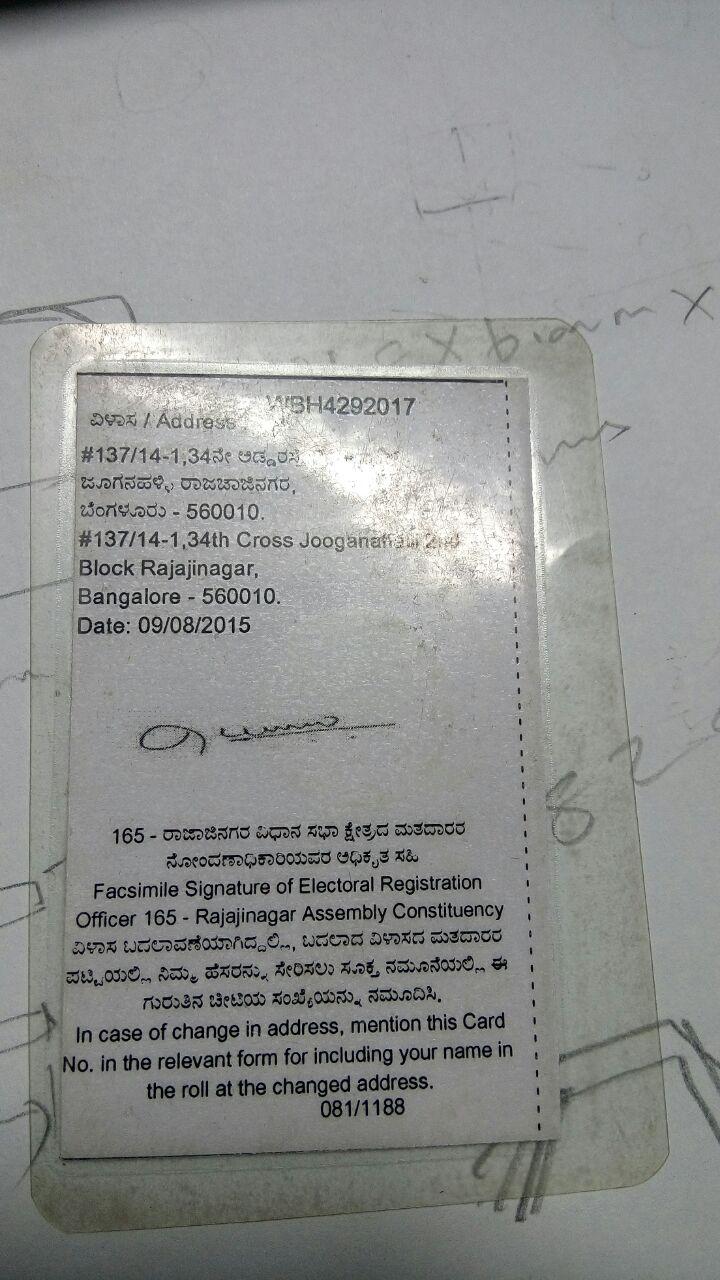 WBH4292017
ವಿಳಾಸ / Address
#137/14-1,34ನೇ ಅಡ್ಡರಸ್ತೆ
ಜೂಗನಹಳ್ಳಿ ರಾಜಾಜಿನಗರ,
ಬೆಂಗಳೂರು - 560010.
#137/14-1,34th Cross Jooganahalli 2nd
Block Rajajinagar,
Bangalore - 560010.
Date: 09/08/2015
165 - ರಾಜಾಜಿನಗರ ವಿಧಾನ ಸಭಾ ಕ್ಷೇತ್ರದ ಮತದಾರರ
ನೋಂದಣಾಧಿಕಾರಿಯವರ ಅಧಿಕೃತ ಸಹಿ
Facsimile Signature of Electoral Registration
Officer 165 - Rajajinagar Assembly Constituency
ವಿಳಾಸ ಬದಲಾವಣೆಯಾಗಿದ್ದಲ್ಲಿ, ಬದಲಾದ ವಿಳಾಸದ ಮತದಾರರ
ಪಟ್ಟಿಯಲ್ಲಿ ನಿಮ್ಮ ಹೆಸರನ್ನು ಸೇರಿಸಲು ಸೂಕ್ತ ನಮೂನೆಯಲ್ಲಿ ಈ
ಗುರುತಿನ ಚೀಟಿಯ ಸಂಖ್ಯೆಯನ್ನು ನಮೂದಿಸಿ.
In case of change in address, mention this Card
No. in the relevant form for including your name in
the roll at the changed address.
081/1188